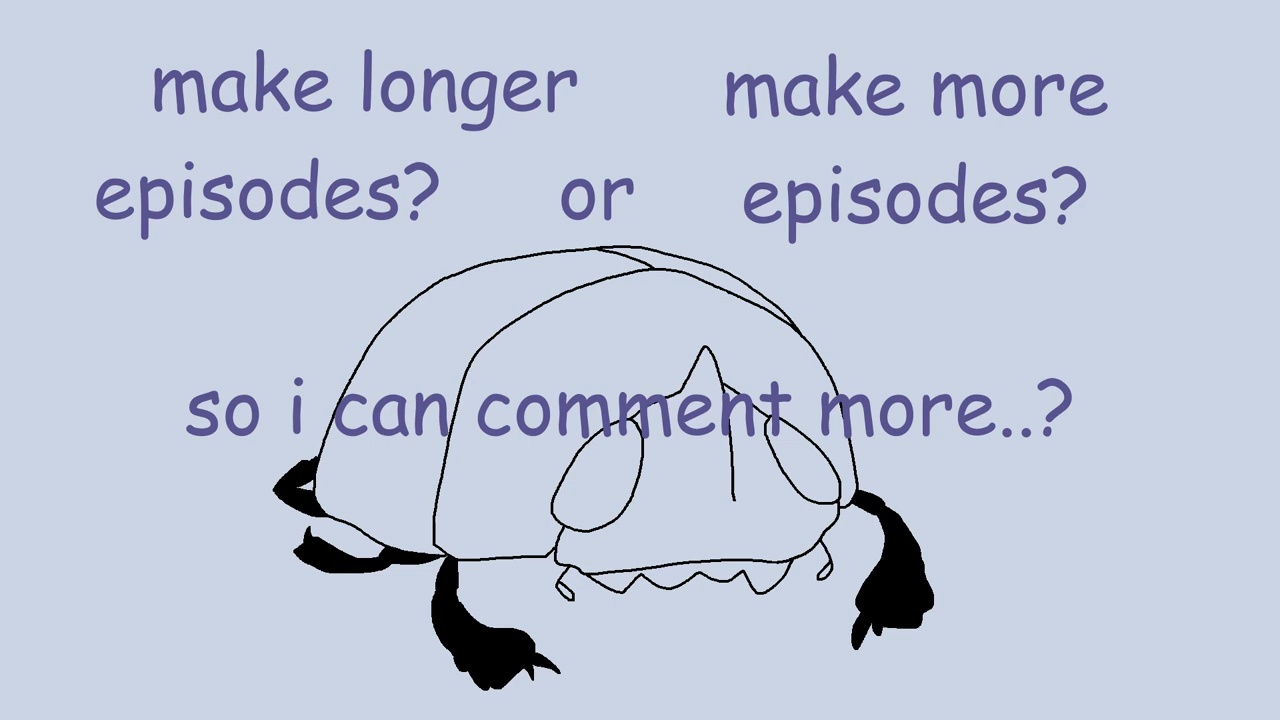 make longer
episodes?
or
make more
episodes?
so i can comment more..?